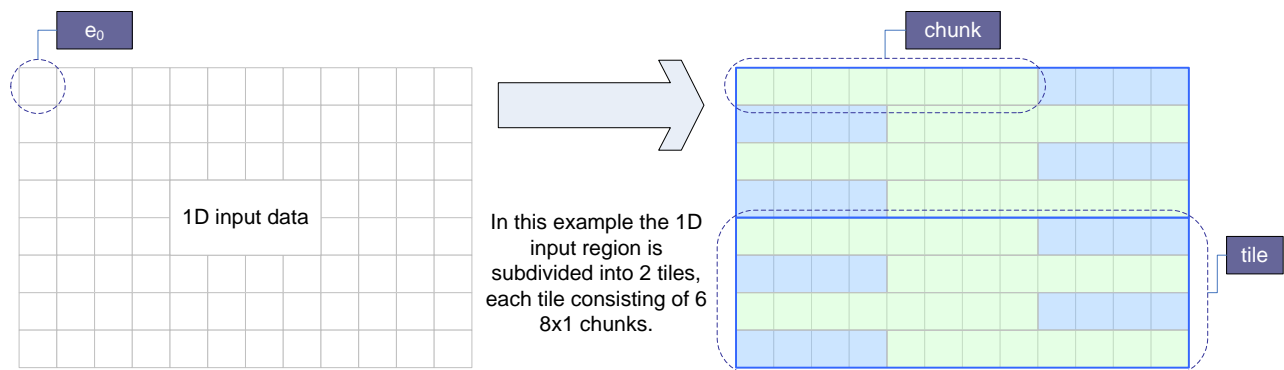 e₀
chunk
1D input data
In this example the 1D
input region is
subdivided into 2 tiles,
each tile consisting of 6
8x1 chunks.
tile